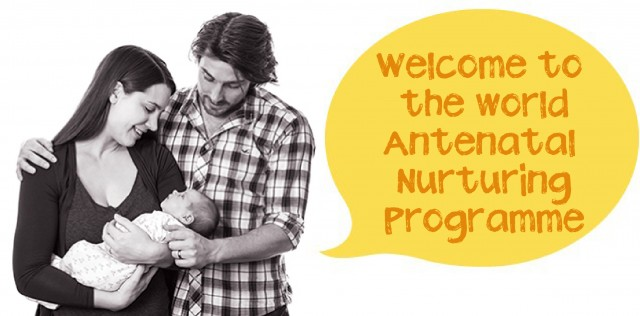 Welcome to
the world
Antenatal
Nurturing
Programme